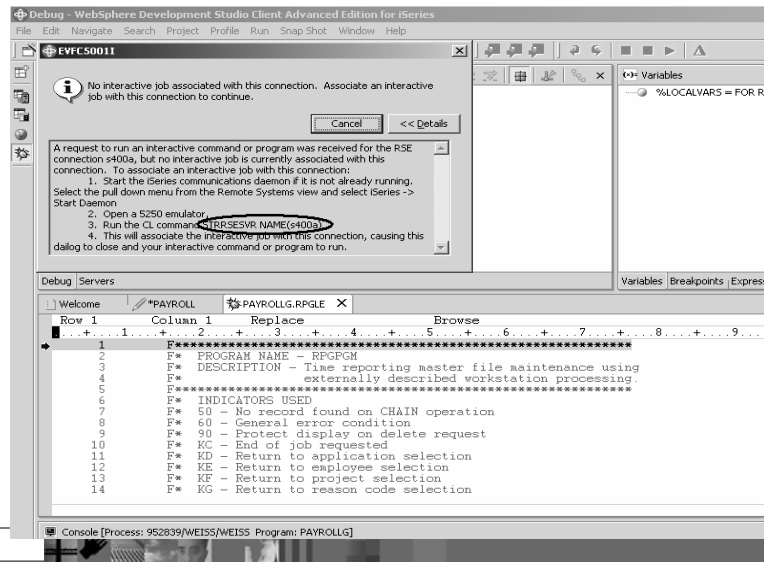 Debug - WebSphere Development Studio Client Advanced Edition for iSeries
File Edit Navigate Search Project Profile Run Snap Shot Window Help
EVFC5001I
No interactive job associated with this connection. Associate an interactive
job with this connection to continue.
Cancel << Details
A request to run an interactive command or program was received for the RSE
connection s400a, but no interactive job is currently associated with this
connection. To associate an interactive job with this connection:
1. Start the iSeries communications daemon if it is not already running.
Select the pull down menu from the Remote Systems view and select iSeries ->
Start Daemon
2. Open a 5250 emulator,
3. Run the CL command STRRSESVR NAME(s400a)
4. This will associate the interactive job with this connection, causing this
dailog to close and your interactive command or program to run.
(x)= Variables
%LOCALVARS = FOR R
Debug Servers
Variables Breakpoints Express
Welcome *PAYROLL PAYROLLG.RPGLE
Row 1 Column 1 Replace Browse
....+....1....+....2....+....3....+....4....+....5....+....6....+....7....+....8....+....9...
1 F*****************************************************************
2 F* PROGRAM NAME - RPGPGM
3 F* DESCRIPTION - Time reporting master file maintenance using
4 F* externally described workstation processing.
5 F*****************************************************************
6 F* INDICATORS USED
7 F* 50 - No record found on CHAIN operation
8 F* 60 - General error condition
9 F* 90 - Protect display on delete request
10 F* KC - End of job requested
11 F* KD - Return to application selection
12 F* KE - Return to employee selection
13 F* KF - Return to project selection
14 F* KG - Return to reason code selection
Console [Process: 952839/WEISS/WEISS Program: PAYROLLG]